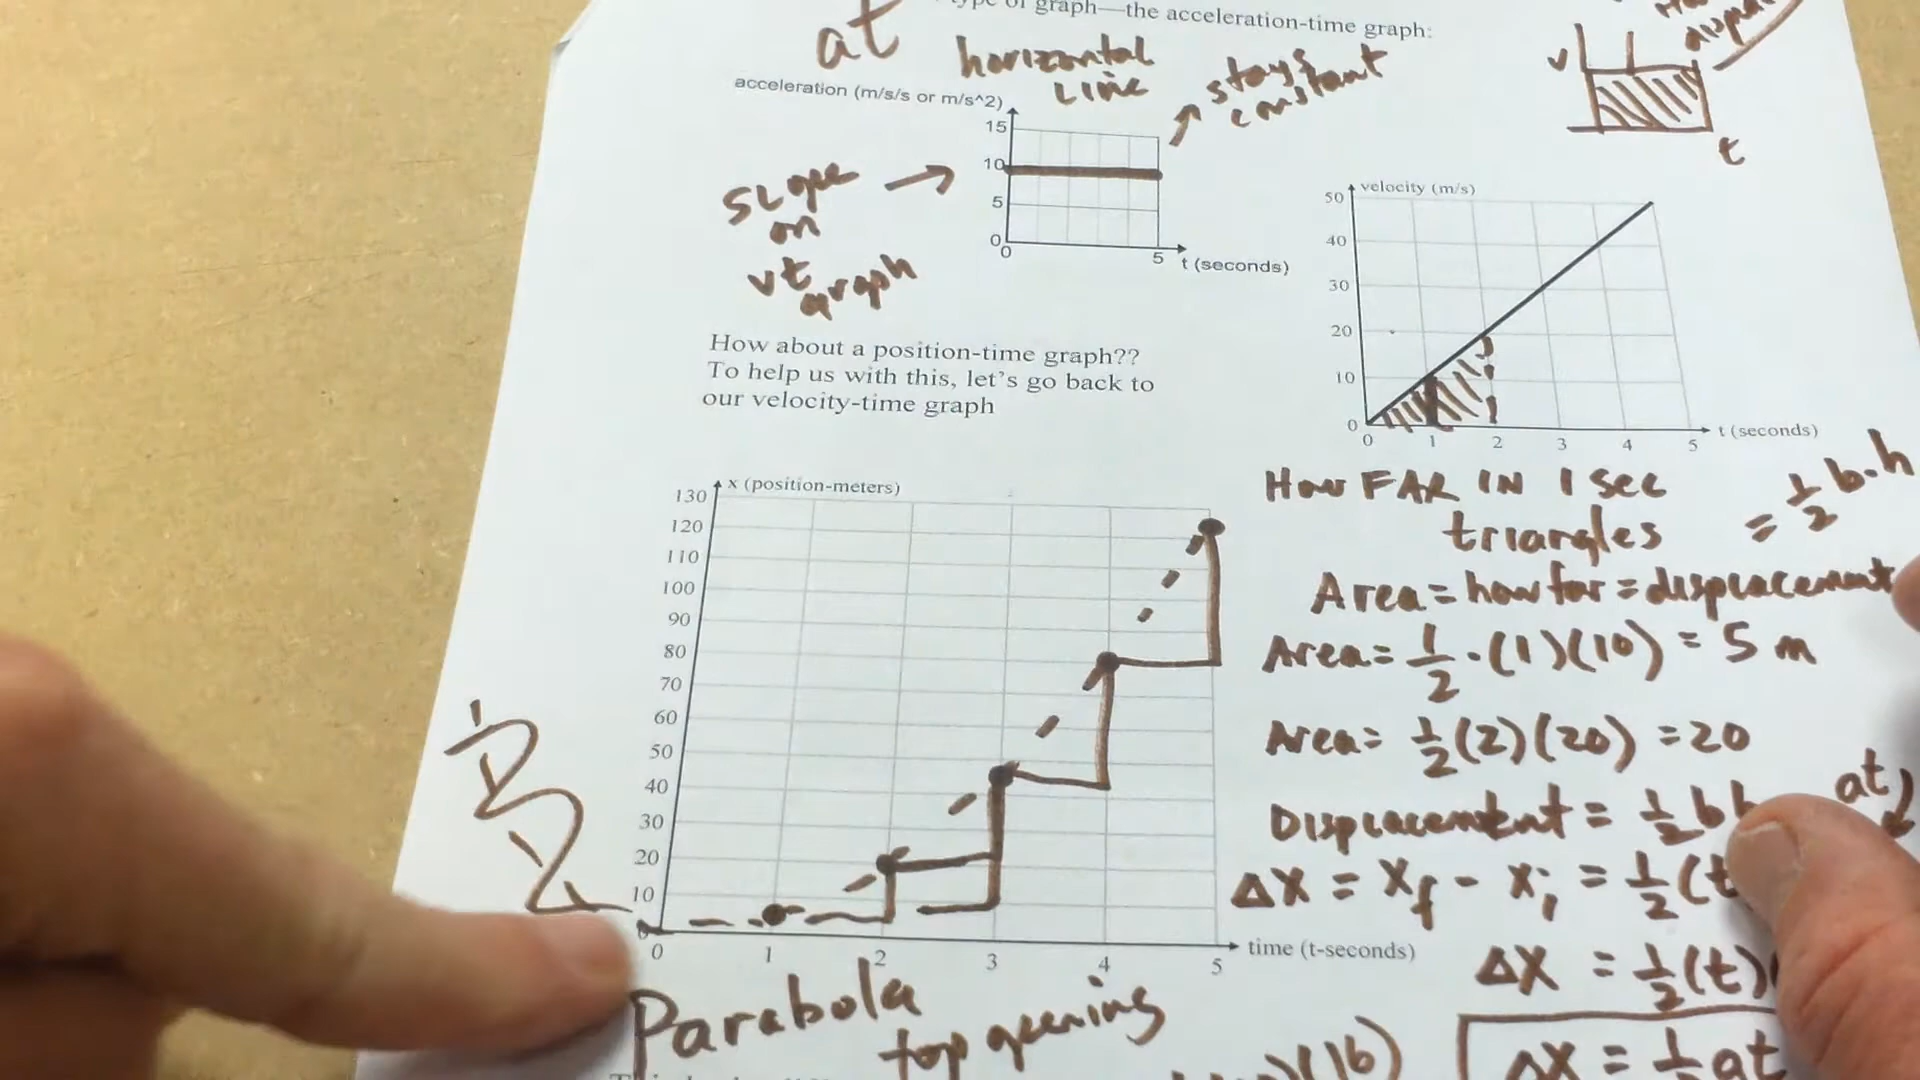 type of graph—the acceleration-time graph:
at
horizontal
Line
stays
constant
acceleration (m/s/s or m/s^2)
15
10
5
0
0
5
t (seconds)
slope
on
vt
graph
v
t
velocity (m/s)
50
40
30
20
10
0
0 1 2 3 4 5
t (seconds)
How about a position-time graph??
To help us with this, let's go back to
our velocity-time graph
x (position-meters)
130
120
110
100
90
80
70
60
50
40
30
20
10
0
0 1 2 3 4 5
time (t-seconds)
Parabola
top opening
How FAR IN 1 sec
triangles = ½ b·h
Area = how far = displacement
Area = ½ · (1)(10) = 5 m
Area = ½ (2)(20) = 20
Displacement = ½ b
at
Δx = xf - xi = ½ (t
Δx = ½ (t)
Δx = ½ at
)(16)